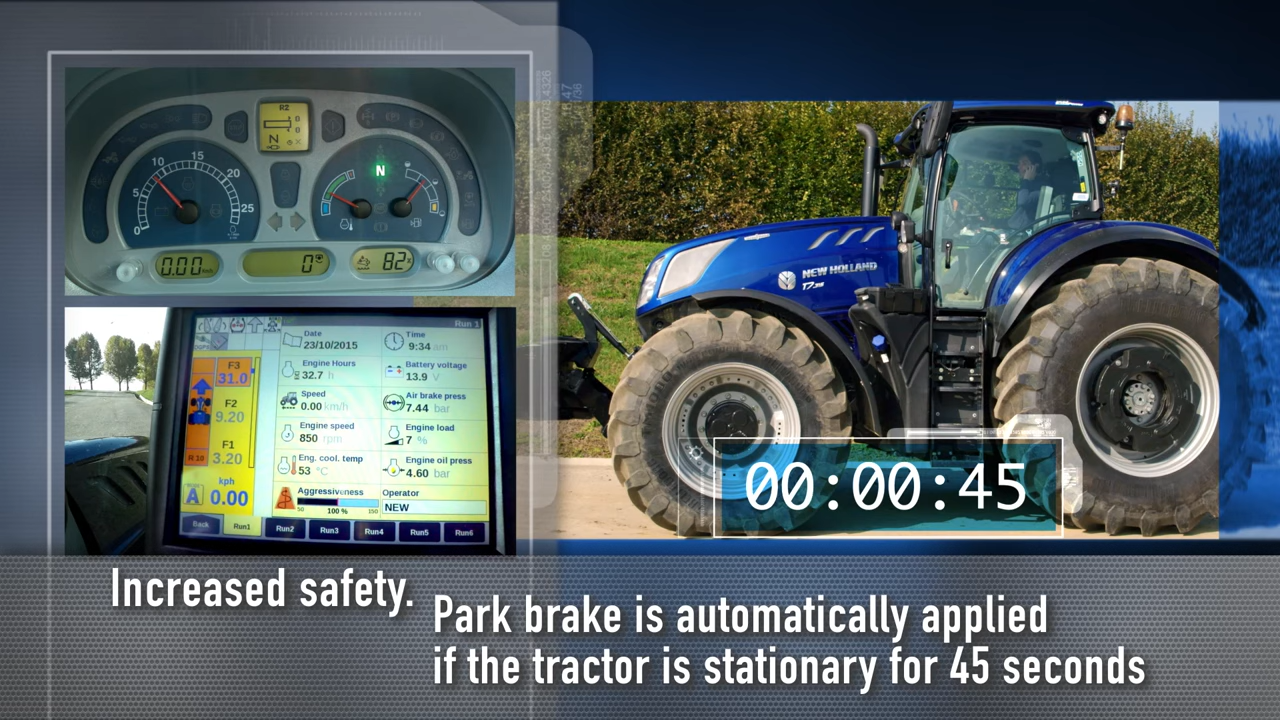 R2
N
0
5
10
15
20
25
N
0.00 km/h
0°
82%
Run 1
Date
23/10/2015
Time
9:34 am
Engine Hours
32.7 h
Battery voltage
13.9 V
Speed
0.00 km/h
Air brake press
7.44 bar
Engine speed
850 rpm
Engine load
7 %
Eng. cool. temp
53 °C
Engine oil press
4.60 bar
Aggressiveness
50 100 % 150
Operator
NEW
F3
31.0
F2
9.20
F1
3.20
R 10
kph
A 0.00
Back Run1 Run2 Run3 Run4 Run5 Run6
NEW HOLLAND
T7.315
00:00:45
Increased safety.
Park brake is automatically applied
if the tractor is stationary for 45 seconds